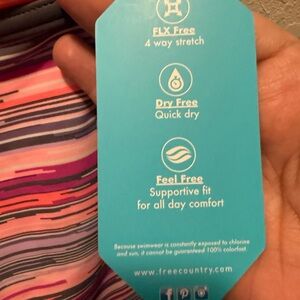 FLX Free
4 way stretch
Dry Free
Quick dry
Feel Free
Supportive fit
for all day comfort
Because swimwear is constantly exposed to chlorine
and sun, it cannot be guaranteed 100% colorfast.
www.freecountry.com